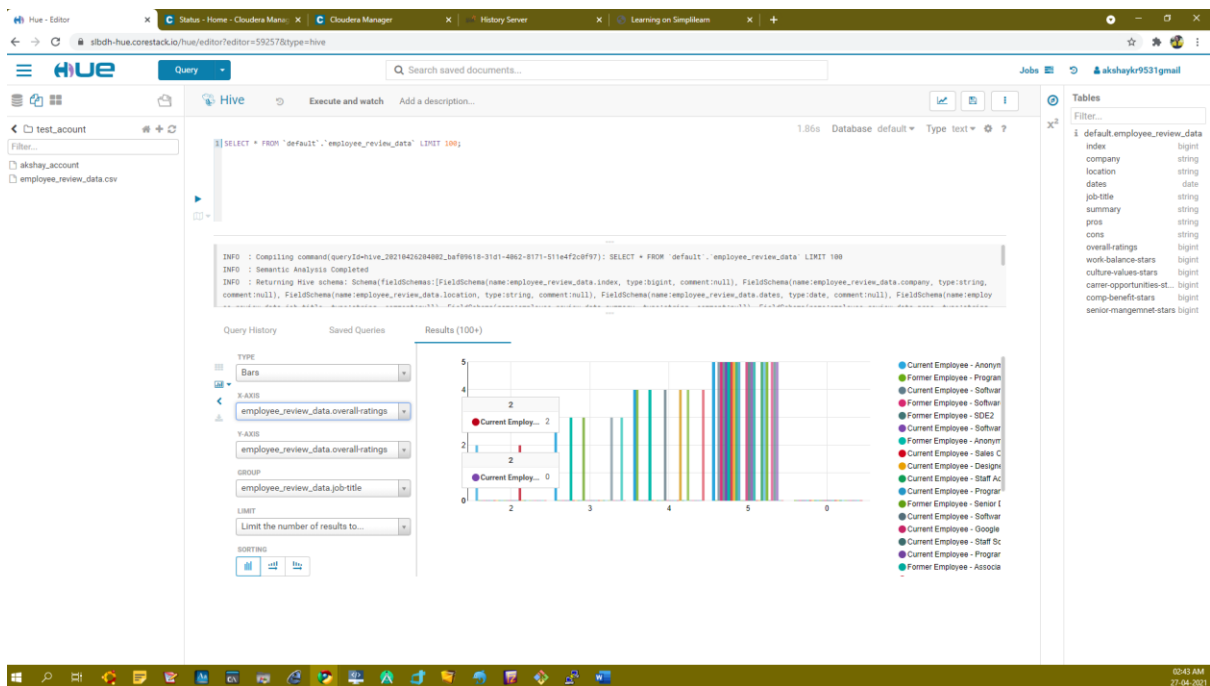 Hue - Editor
Status - Home - Cloudera Manag
Cloudera Manager
History Server
Learning on Simplilearn
slbdh-hue.corestack.io/hue/editor?editor=59257&type=hive
HUE
Query
Search saved documents...
Jobs
akshaykr9531gmail
Hive
Execute and watch
Add a description...
Tables
Filter...
test_acount
Filter...
akshay_account
employee_review_data.csv
1.86s Database default Type text ?
1 SELECT * FROM `default`.`employee_review_data` LIMIT 100;
default.employee_review_data
index bigint
company string
location string
dates date
job-title string
summary string
pros string
cons string
overall-ratings bigint
work-balance-stars bigint
culture-values-stars bigint
carrer-opportunities-st... bigint
comp-benefit-stars bigint
senior-mangemnet-stars bigint
INFO : Compiling command(queryId=hive_20210426204002_baf09618-31d1-4062-8171-511e4f2c0f97): SELECT * FROM `default`.`employee_review_data` LIMIT 100
INFO : Semantic Analysis Completed
INFO : Returning Hive schema: Schema(fieldSchemas:[FieldSchema(name:employee_review_data.index, type:bigint, comment:null), FieldSchema(name:employee_review_data.company, type:string,
comment:null), FieldSchema(name:employee_review_data.location, type:string, comment:null), FieldSchema(name:employee_review_data.dates, type:date, comment:null), FieldSchema(name:employ
Query History
Saved Queries
Results (100+)
TYPE
Bars
X-AXIS
employee_review_data.overall-ratings
Y-AXIS
employee_review_data.overall-ratings
GROUP
employee_review_data.job-title
LIMIT
Limit the number of results to...
SORTING
5
4
2
0
2
Current Employ... 2
2
Current Employ... 0
2 3 4 5 0
Current Employee - Anonym
Former Employee - Program
Current Employee - Softwar
Former Employee - Softwar
Former Employee - SDE2
Current Employee - Softwar
Former Employee - Anonym
Current Employee - Sales C
Current Employee - Designe
Current Employee - Staff Ac
Current Employee - Program
Former Employee - Senior D
Current Employee - Softwar
Current Employee - Google
Current Employee - Staff So
Current Employee - Program
Former Employee - Associa
02:43 AM
27-04-2021